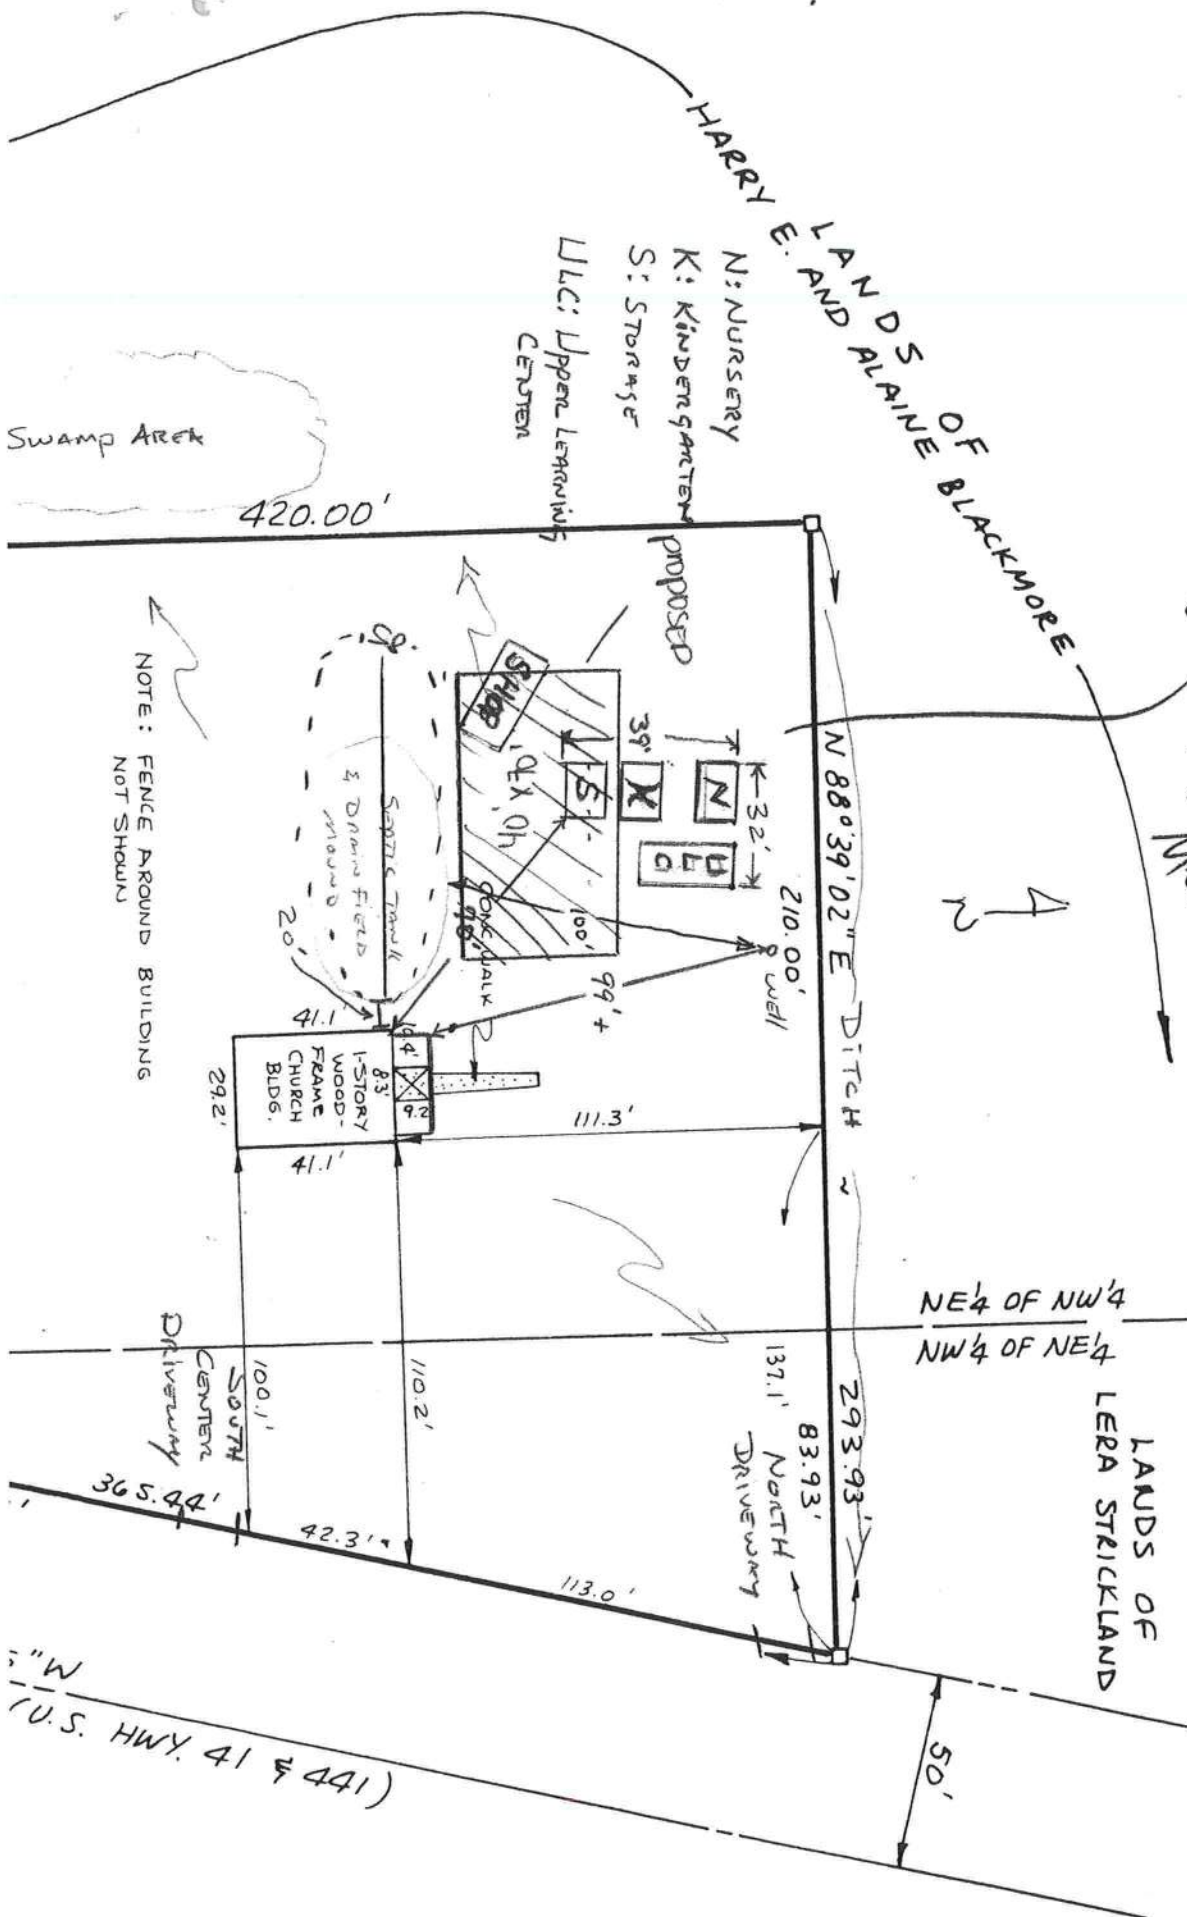 LANDS OF
HARRY E. AND ALAINE BLACKMORE
N: NURSERY
K: KINDERGARTEN
S: STORAGE
ULC: UPPER LEARNING
CENTER
SWAMP AREA
420.00'
proposed
N 88°39'02" E
DITCH
210.00'
293.93'
83.93'
137.1'
NORTH
DRIVEWAY
N
K
S
ULC
39'
32'
40' X 70'
WELL
100'
99'+
98'
CONC WALK
SEPTIC TANK
& DRAIN FIELD
MOUND
20'
41.1'
8.3'
9.2
1-STORY
WOOD-
FRAME
CHURCH
BLDG.
29.2'
41.1'
111.3'
110.2'
100.1'
SOUTH
CENTER
DRIVEWAY
365.44'
42.3'
113.0'
NOTE: FENCE AROUND BUILDING
NOT SHOWN
NE¼ OF NW¼
NW¼ OF NE¼
LANDS OF
LERA STRICKLAND
50'
"W
(U.S. HWY. 41 & 441)
N